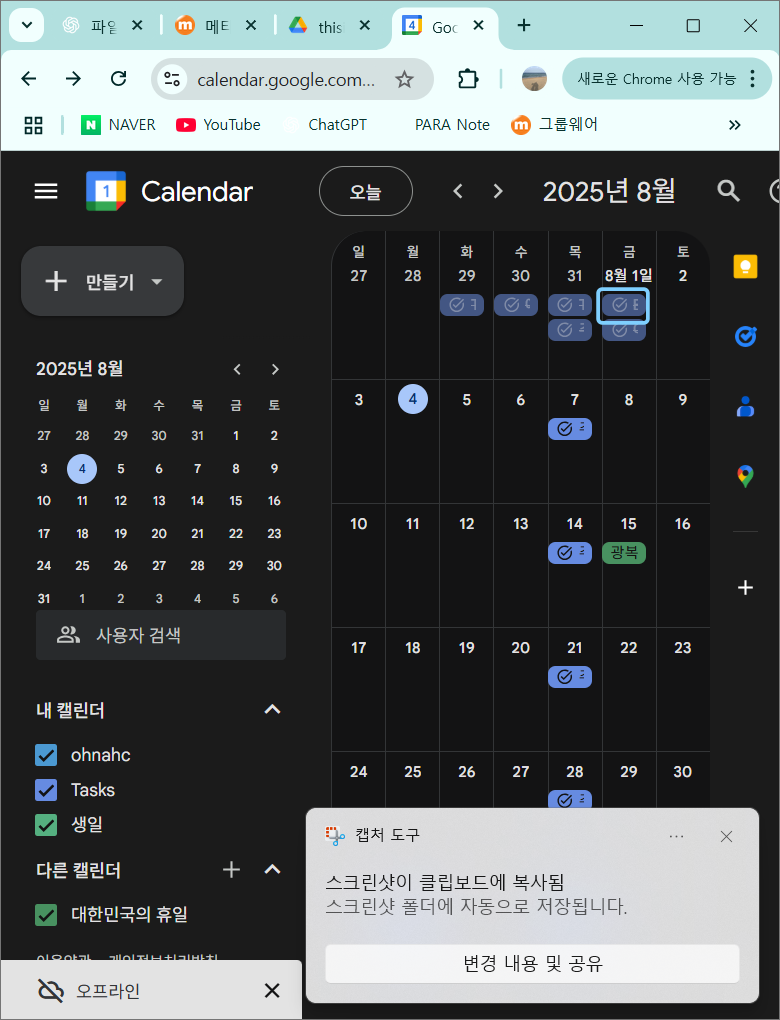 파일
메타
this
4
Goo
calendar.google.com...
새로운 Chrome 사용 가능
NAVER
YouTube
ChatGPT
PARA Note
그룹웨어
1
Calendar
오늘
2025년 8월
만들기
일 월 화 수 목 금 토
27 28 29 30 31 8월 1일 2
3 4 5 6 7 8 9
10 11 12 13 14 15 16
광복
17 18 19 20 21 22 23
24 25 26 27 28 29 30
2025년 8월
일 월 화 수 목 금 토
27 28 29 30 31 1 2
3 4 5 6 7 8 9
10 11 12 13 14 15 16
17 18 19 20 21 22 23
24 25 26 27 28 29 30
31 1 2 3 4 5 6
사용자 검색
내 캘린더
ohnahc
Tasks
생일
다른 캘린더
대한민국의 휴일
이용약관 - 개인정보처리방침
오프라인
캡처 도구
스크린샷이 클립보드에 복사됨
스크린샷 폴더에 자동으로 저장됩니다.
변경 내용 및 공유